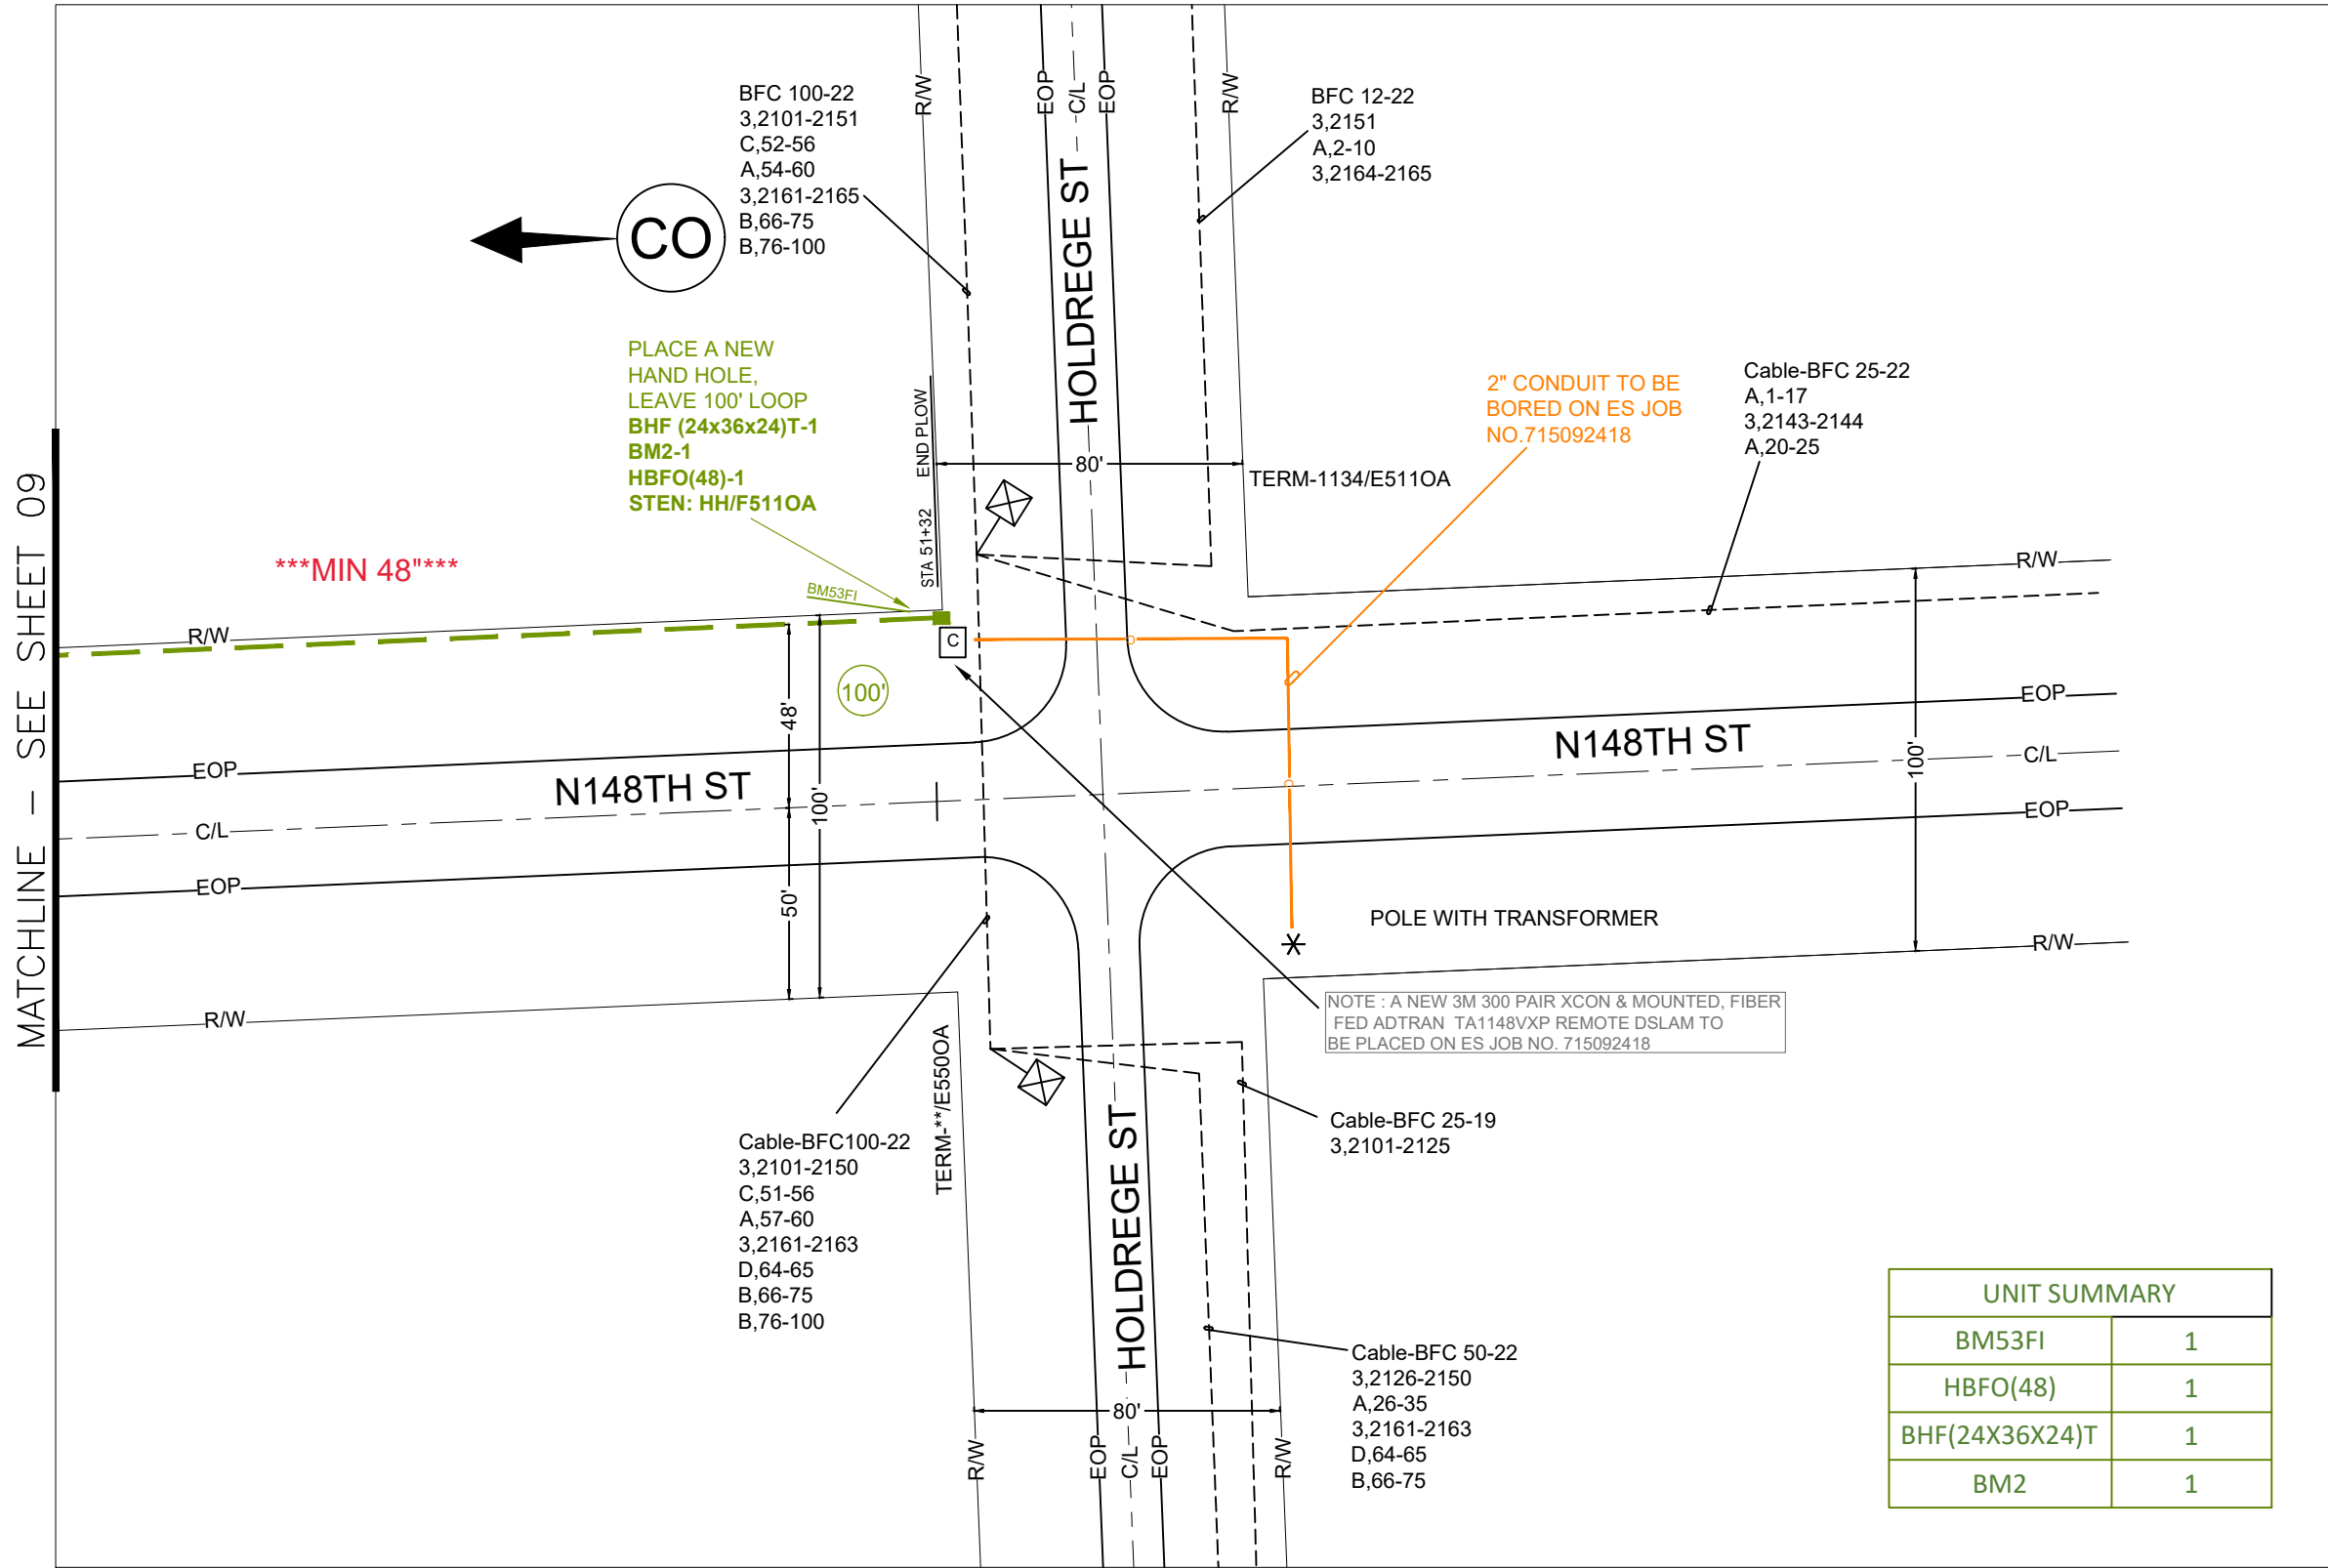 BFC 100-22
3,2101-2151
C,52-56
A,54-60
3,2161-2165
B,66-75
B,76-100
CO
R/W
EOP
C/L
EOP
R/W
HOLDREGE ST
BFC 12-22
3,2151
A,2-10
3,2164-2165
PLACE A NEW
HAND HOLE,
LEAVE 100' LOOP
BHF (24x36x24)T-1
BM2-1
HBFO(48)-1
STEN: HH/F511OA
STA 51+32 END PLOW
80'
TERM-1134/E511OA
2" CONDUIT TO BE
BORED ON ES JOB
NO.715092418
Cable-BFC 25-22
A,1-17
3,2143-2144
A,20-25
MATCHLINE – SEE SHEET 09
***MIN 48"***
BM53FI
R/W
R/W
C
100'
48'
100'
50'
100'
EOP
N148TH ST
C/L
EOP
R/W
EOP
N148TH ST
C/L
EOP
R/W
POLE WITH TRANSFORMER
NOTE : A NEW 3M 300 PAIR XCON & MOUNTED, FIBER
FED ADTRAN TA1148VXP REMOTE DSLAM TO
BE PLACED ON ES JOB NO. 715092418
TERM-**/E550OA
Cable-BFC100-22
3,2101-2150
C,51-56
A,57-60
3,2161-2163
D,64-65
B,66-75
B,76-100
HOLDREGE ST
Cable-BFC 25-19
3,2101-2125
Cable-BFC 50-22
3,2126-2150
A,26-35
3,2161-2163
D,64-65
B,66-75
80'
R/W
EOP
C/L
EOP
R/W
UNIT SUMMARY
BM53FI 1
HBFO(48) 1
BHF(24X36X24)T 1
BM2 1